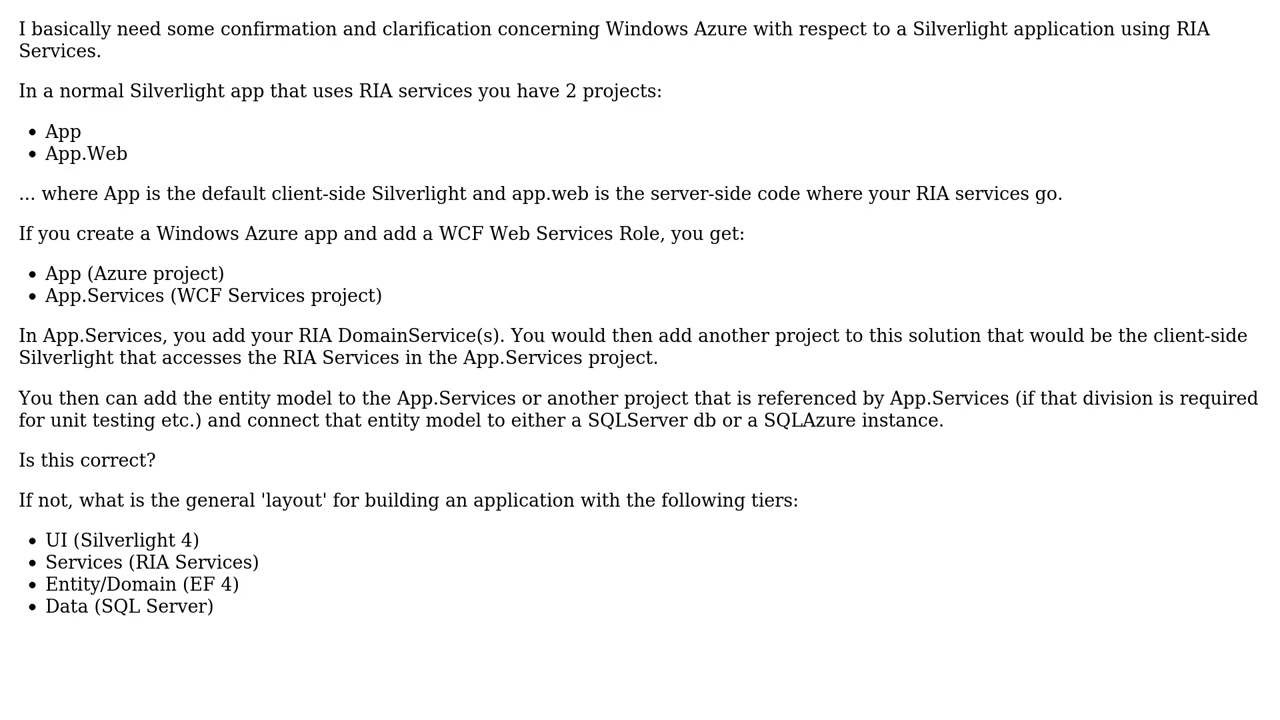 I basically need some confirmation and clarification concerning Windows Azure with respect to a Silverlight application using RIA
Services.
In a normal Silverlight app that uses RIA services you have 2 projects:
• App
• App.Web
... where App is the default client-side Silverlight and app.web is the server-side code where your RIA services go.
If you create a Windows Azure app and add a WCF Web Services Role, you get:
• App (Azure project)
• App.Services (WCF Services project)
In App.Services, you add your RIA DomainService(s). You would then add another project to this solution that would be the client-side
Silverlight that accesses the RIA Services in the App.Services project.
You then can add the entity model to the App.Services or another project that is referenced by App.Services (if that division is required
for unit testing etc.) and connect that entity model to either a SQLServer db or a SQLAzure instance.
Is this correct?
If not, what is the general 'layout' for building an application with the following tiers:
• UI (Silverlight 4)
• Services (RIA Services)
• Entity/Domain (EF 4)
• Data (SQL Server)